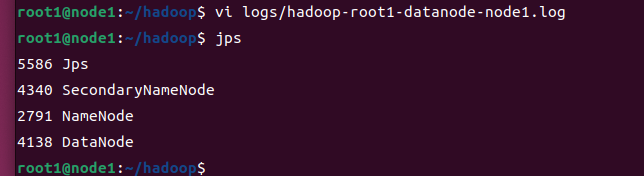 root1@node1:~/hadoop$ vi logs/hadoop-root1-datanode-node1.log
root1@node1:~/hadoop$ jps
5586 Jps
4340 SecondaryNameNode
2791 NameNode
4138 DataNode
root1@node1:~/hadoop$